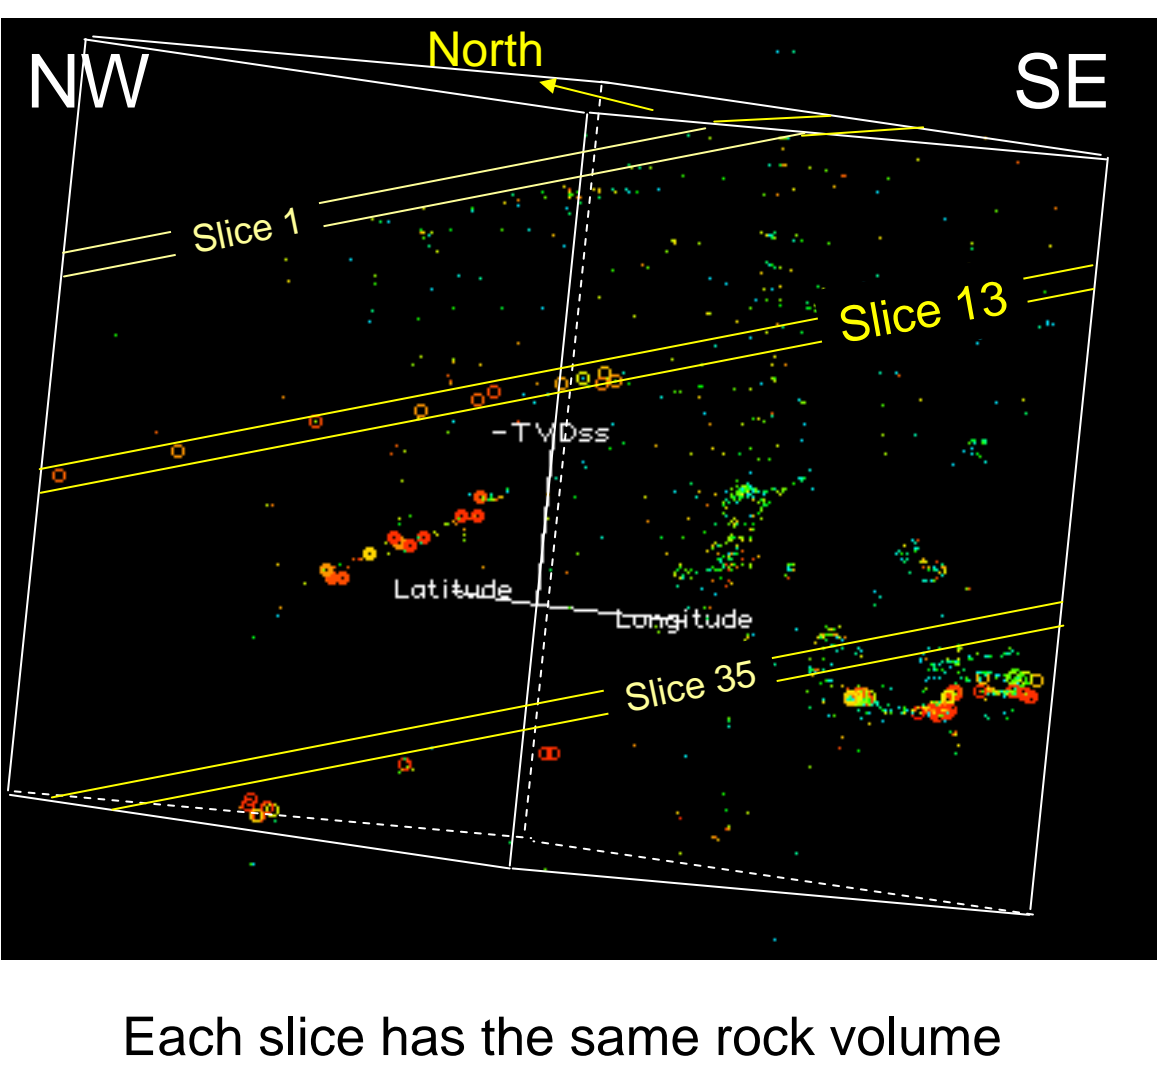 North
NW
SE
Slice 1
Slice 13
-TVDss
Latitude
Longitude
Slice 35
Each slice has the same rock volume